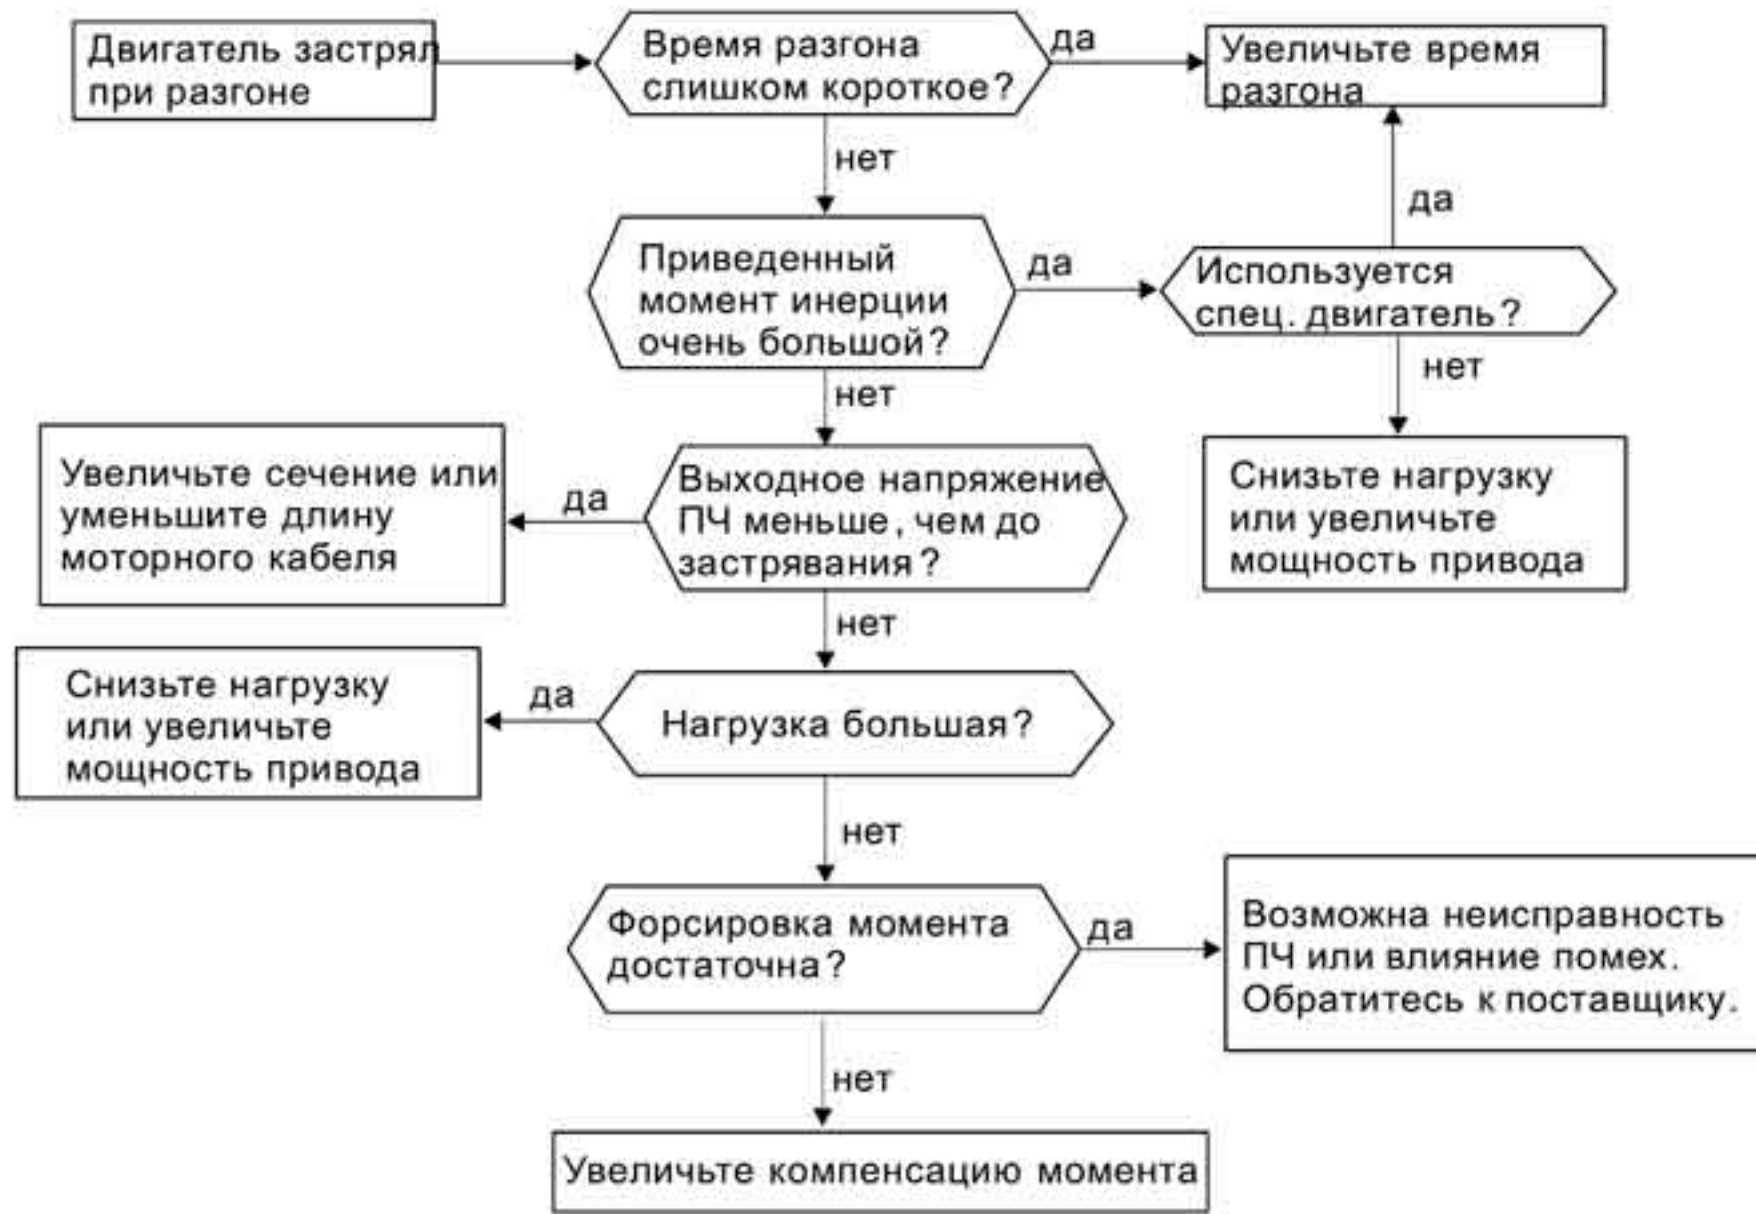 Двигатель застрял
при разгоне
Время разгона
слишком короткое?
да
Увеличьте время
разгона
нет
да
Приведенный
момент инерции
очень большой?
да
Используется
спец. двигатель?
нет
нет
Увеличьте сечение или
уменьшите длину
моторного кабеля
да
Выходное напряжение
ПЧ меньше, чем до
застрявания?
Снизьте нагрузку
или увеличьте
мощность привода
нет
Снизьте нагрузку
или увеличьте
мощность привода
да
Нагрузка большая?
нет
Форсировка момента
достаточна?
да
Возможна неисправность
ПЧ или влияние помех.
Обратитесь к поставщику.
нет
Увеличьте компенсацию момента